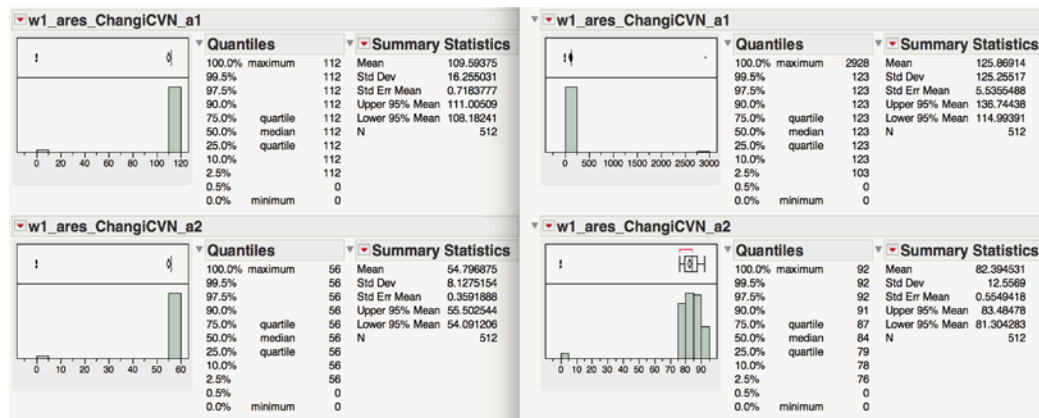 w1_ares_ChangiCVN_a1
Quantiles
100.0% maximum 112
99.5% 112
97.5% 112
90.0% 112
75.0% quartile 112
50.0% median 112
25.0% quartile 112
10.0% 112
2.5% 112
0.5% 0
0.0% minimum 0
Summary Statistics
Mean 109.59375
Std Dev 16.255031
Std Err Mean 0.7183777
Upper 95% Mean 111.00509
Lower 95% Mean 108.18241
N 512
0 20 40 60 80 100 120
w1_ares_ChangiCVN_a1
Quantiles
100.0% maximum 2928
99.5% 123
97.5% 123
90.0% 123
75.0% quartile 123
50.0% median 123
25.0% quartile 123
10.0% 123
2.5% 103
0.5% 0
0.0% minimum 0
Summary Statistics
Mean 125.86914
Std Dev 125.25517
Std Err Mean 5.5355488
Upper 95% Mean 136.74438
Lower 95% Mean 114.99391
N 512
0 500 1000 1500 2000 2500 3000
w1_ares_ChangiCVN_a2
Quantiles
100.0% maximum 56
99.5% 56
97.5% 56
90.0% 56
75.0% quartile 56
50.0% median 56
25.0% quartile 56
10.0% 56
2.5% 56
0.5% 0
0.0% minimum 0
Summary Statistics
Mean 54.796875
Std Dev 8.1275154
Std Err Mean 0.3591888
Upper 95% Mean 55.502544
Lower 95% Mean 54.091206
N 512
0 10 20 30 40 50 60
w1_ares_ChangiCVN_a2
Quantiles
100.0% maximum 92
99.5% 92
97.5% 92
90.0% 91
75.0% quartile 87
50.0% median 84
25.0% quartile 79
10.0% 78
2.5% 76
0.5% 0
0.0% minimum 0
Summary Statistics
Mean 82.394531
Std Dev 12.5569
Std Err Mean 0.5549418
Upper 95% Mean 83.48478
Lower 95% Mean 81.304283
N 512
0 10 20 30 40 50 60 70 80 90